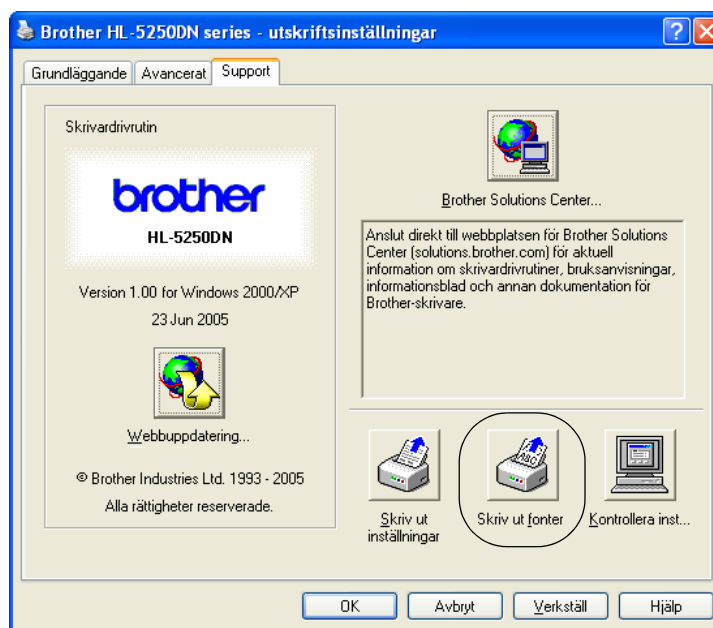 Brother HL-5250DN series - utskriftsinställningar
Grundläggande
Avancerat
Support
Skrivardrivrutin
brother
HL-5250DN
Version 1.00 for Windows 2000/XP
23 Jun 2005
Webbuppdatering...
© Brother Industries Ltd. 1993 - 2005
Alla rättigheter reserverade.
Brother Solutions Center...
Anslut direkt till webbplatsen för Brother Solutions
Center (solutions.brother.com) för aktuell
information om skrivardrivrutiner, bruksanvisningar,
informationsblad och annan dokumentation för
Brother-skrivare.
Skriv ut
inställningar
ABC
Skriv ut fonter
Kontrollera inst...
OK
Avbryt
Verkställ
Hjälp